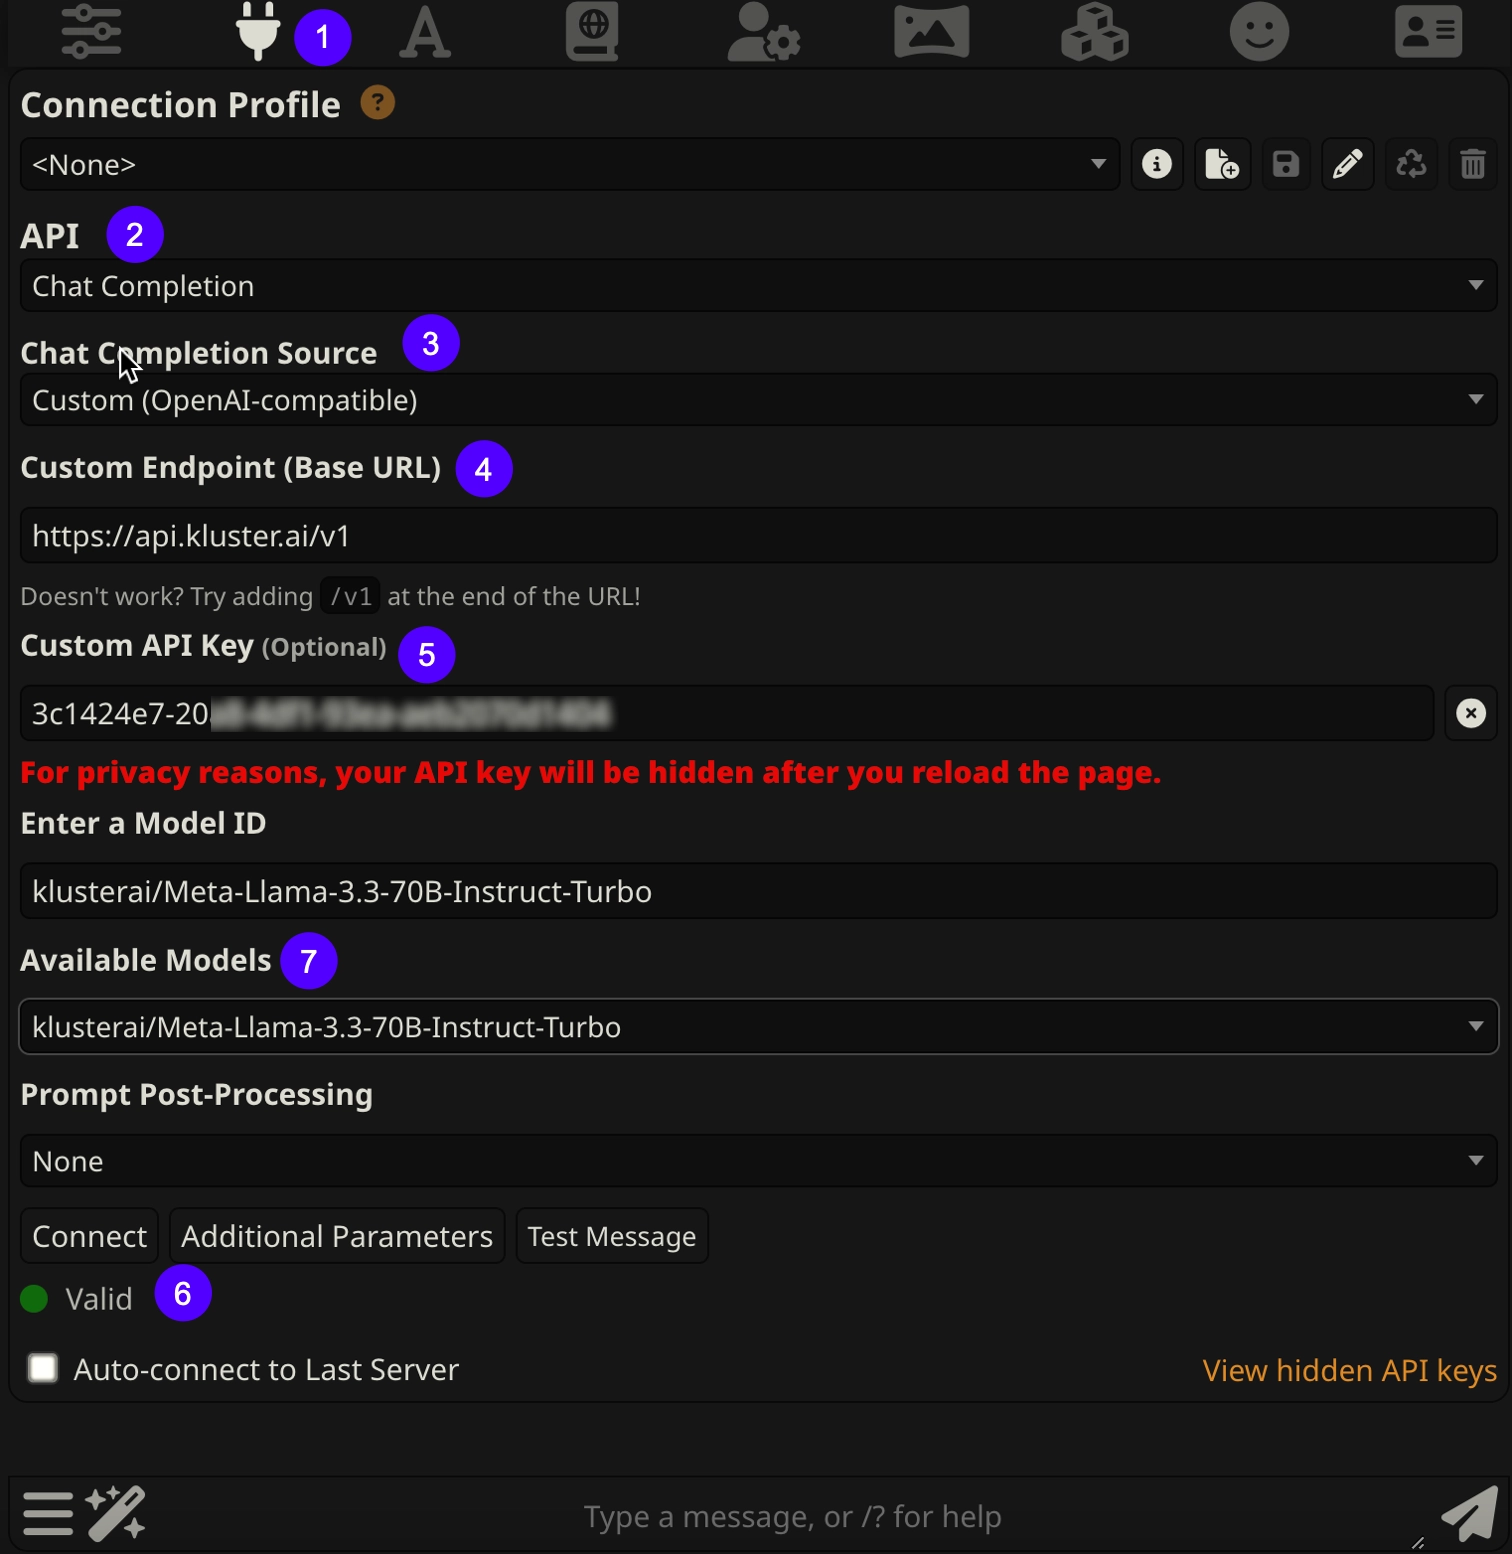 1
Connection Profile ?
<None>
API 2
Chat Completion
Chat Completion Source 3
Custom (OpenAI-compatible)
Custom Endpoint (Base URL) 4
https://api.kluster.ai/v1
Doesn't work? Try adding /v1 at the end of the URL!
Custom API Key (Optional) 5
3c1424e7-20
For privacy reasons, your API key will be hidden after you reload the page.
Enter a Model ID
klusterai/Meta-Llama-3.3-70B-Instruct-Turbo
Available Models 7
klusterai/Meta-Llama-3.3-70B-Instruct-Turbo
Prompt Post-Processing
None
Connect Additional Parameters Test Message
Valid 6
Auto-connect to Last Server View hidden API keys
Type a message, or /? for help